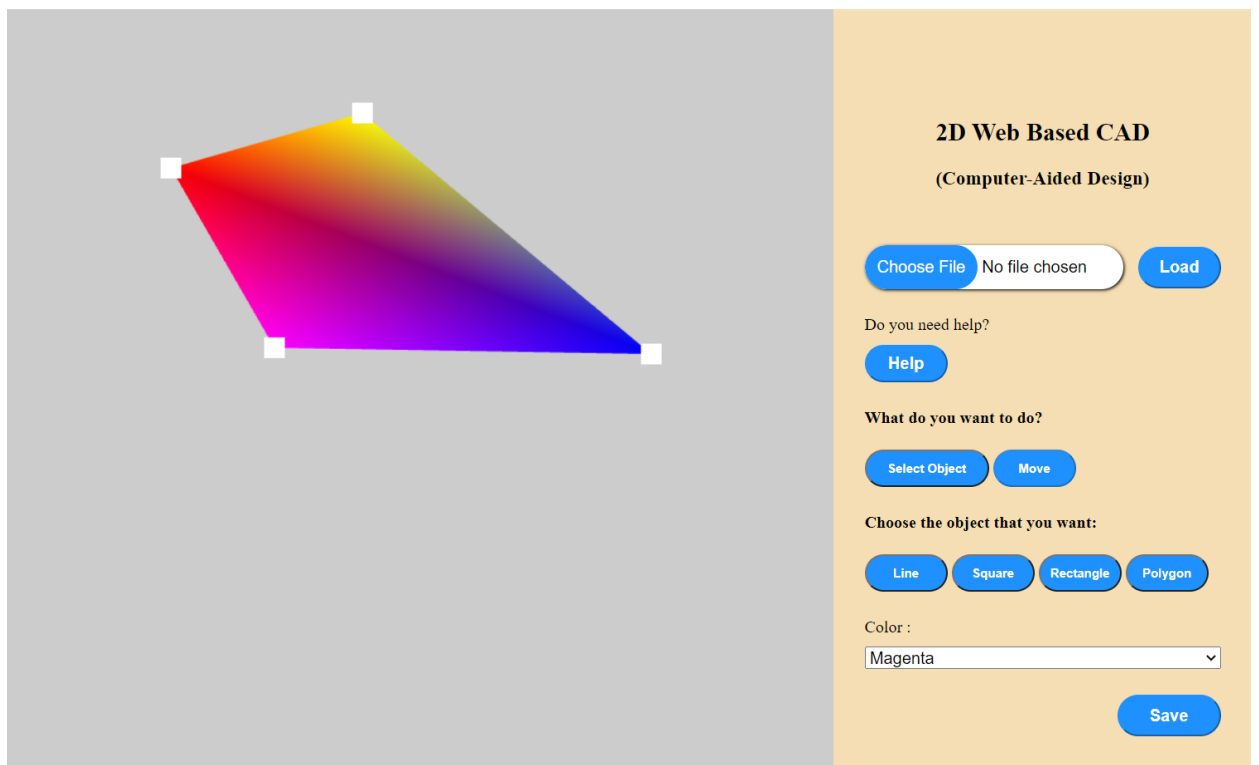 2D Web Based CAD
(Computer-Aided Design)
Choose File No file chosen Load
Do you need help?
Help
What do you want to do?
Select Object Move
Choose the object that you want:
Line Square Rectangle Polygon
Color :
Magenta
Save